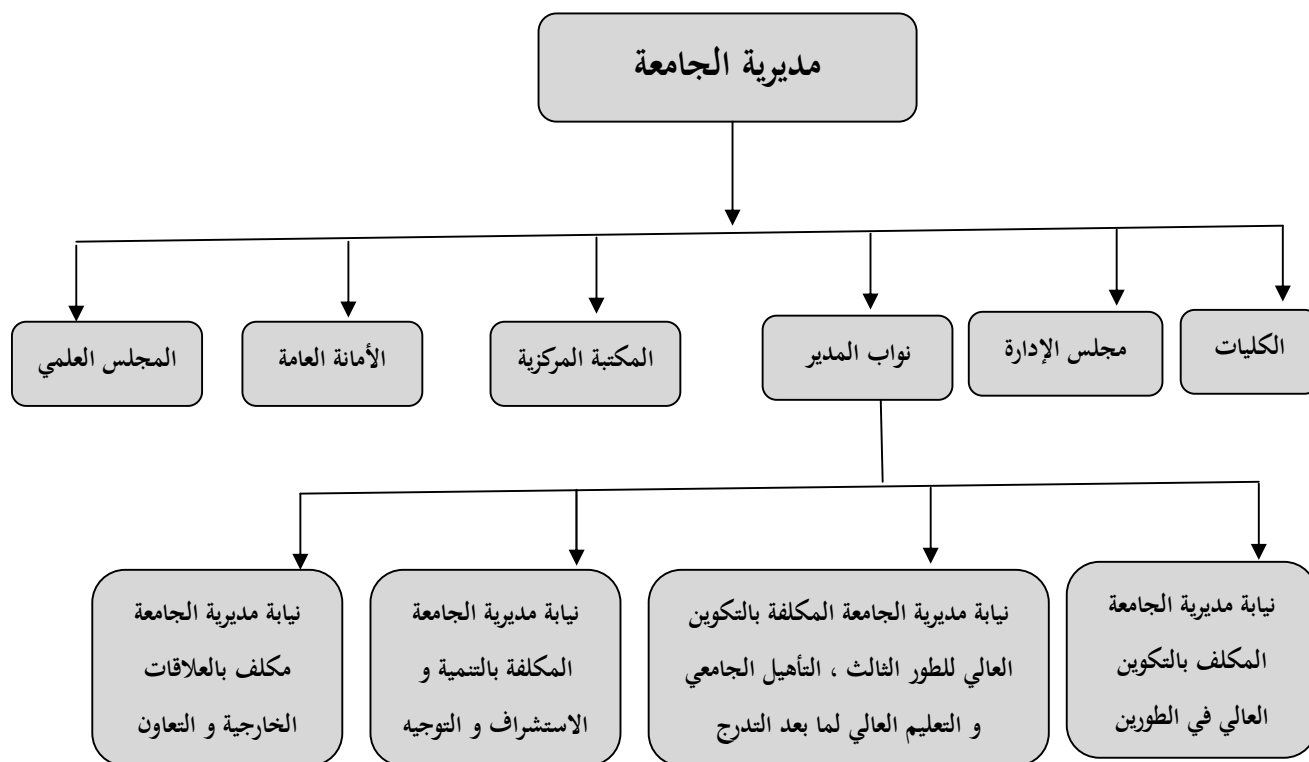 مديرية الجامعة
الكليات
مجلس الإدارة
نواب المدير
المكتبة المركزية
الأمانة العامة
المجلس العلمي
نيابة مديرية الجامعة
المكلف بالتكوين
العالي في الطورين
نيابة مديرية الجامعة المكلفة بالتكوين
العالي للطور الثالث ، التأهيل الجامعي
و التعليم العالي لما بعد التدرج
نيابة مديرية الجامعة
المكلفة بالتنمية و
الاستشراف و التوجيه
نيابة مديرية الجامعة
مكلف بالعلاقات
الخارجية و التعاون